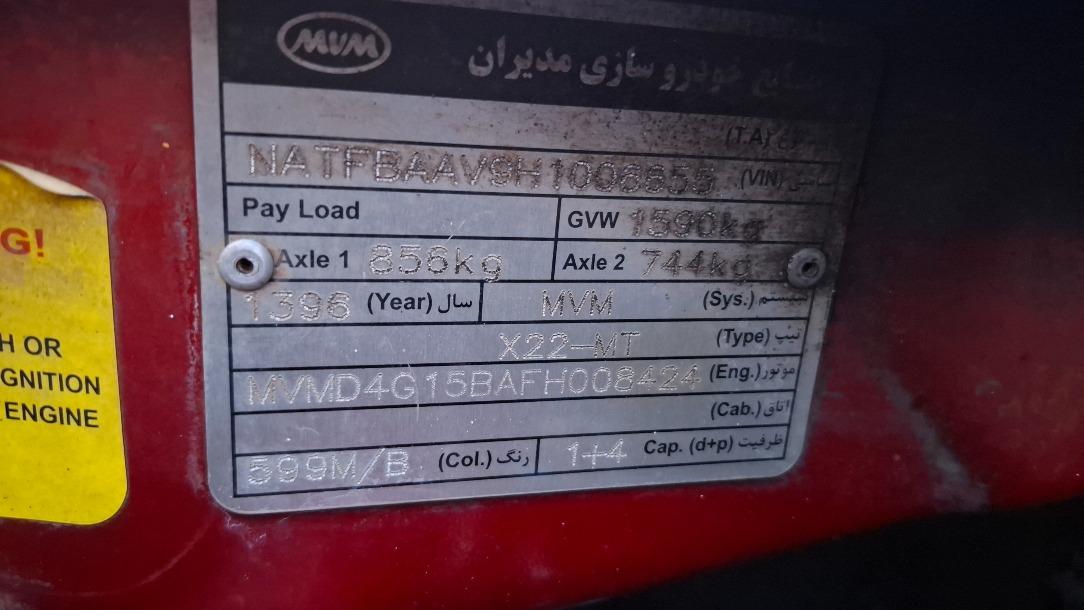 MVM
صنایع خودرو سازی مدیران
(T.A)
NATFBAAV9H1006855 (VIN)
Pay Load
GVW 1590kg
Axle 1 856kg
Axle 2 744kg
1396 (Year) سال
MVM (Sys.) سیستم
X22-MT (Type) تیپ
MVMD4G15BAFH008424 (Eng.) موتور
(Cab.) اتاق
599M/B (Col.) رنگ
1+4 Cap. (d+p) ظرفیت
G!
H OR
GNITION
ENGINE